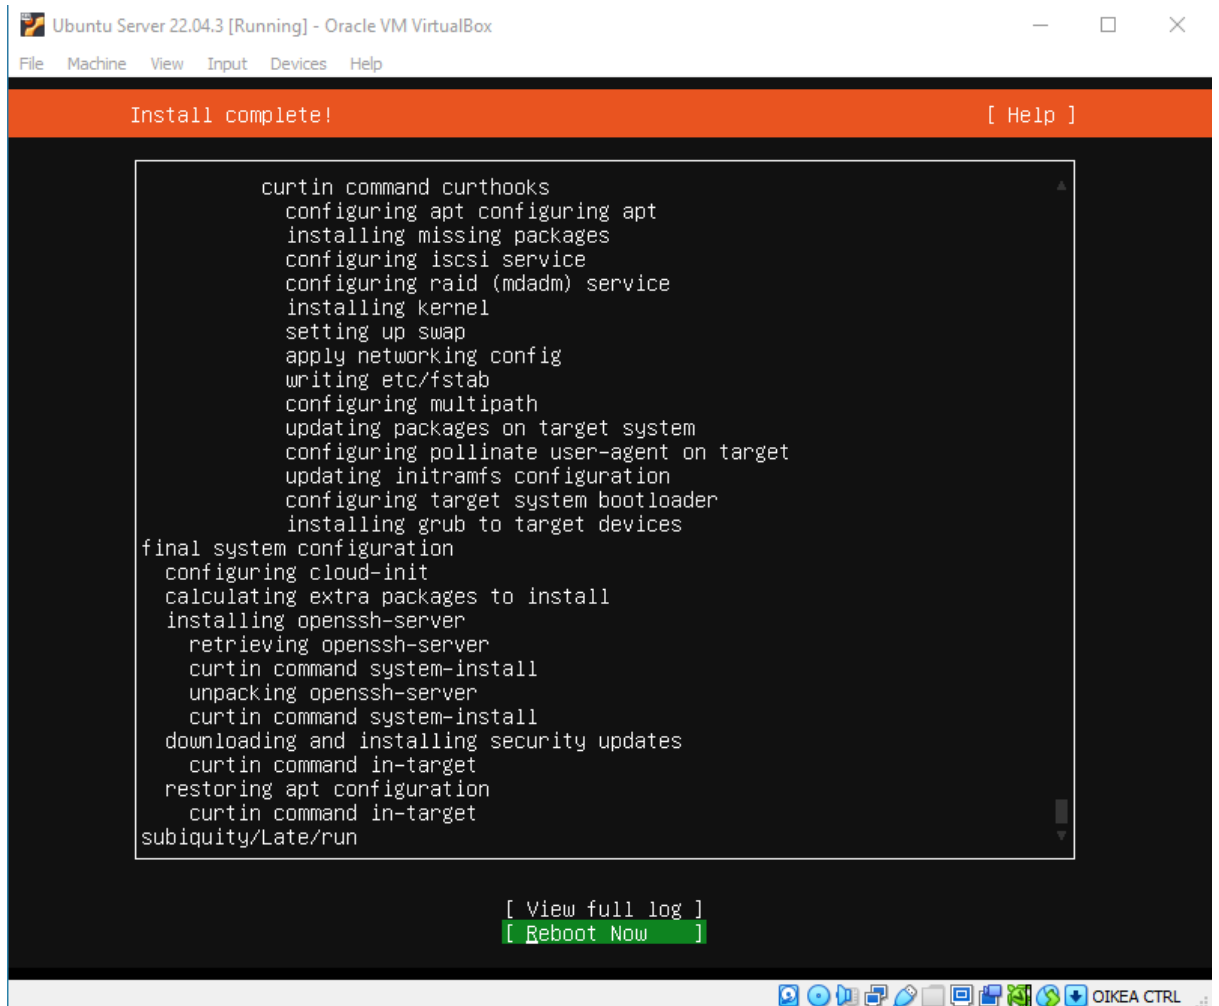 Ubuntu Server 22.04.3 [Running] - Oracle VM VirtualBox
File Machine View Input Devices Help
Install complete! [ Help ]
curtin command curthooks
configuring apt configuring apt
installing missing packages
configuring iscsi service
configuring raid (mdadm) service
installing kernel
setting up swap
apply networking config
writing etc/fstab
configuring multipath
updating packages on target system
configuring pollinate user-agent on target
updating initramfs configuration
configuring target system bootloader
installing grub to target devices
final system configuration
configuring cloud-init
calculating extra packages to install
installing openssh-server
retrieving openssh-server
curtin command system-install
unpacking openssh-server
curtin command system-install
downloading and installing security updates
curtin command in-target
restoring apt configuration
curtin command in-target
subiquity/Late/run
[ View full log ]
[ Reboot Now ]
OIKEA CTRL